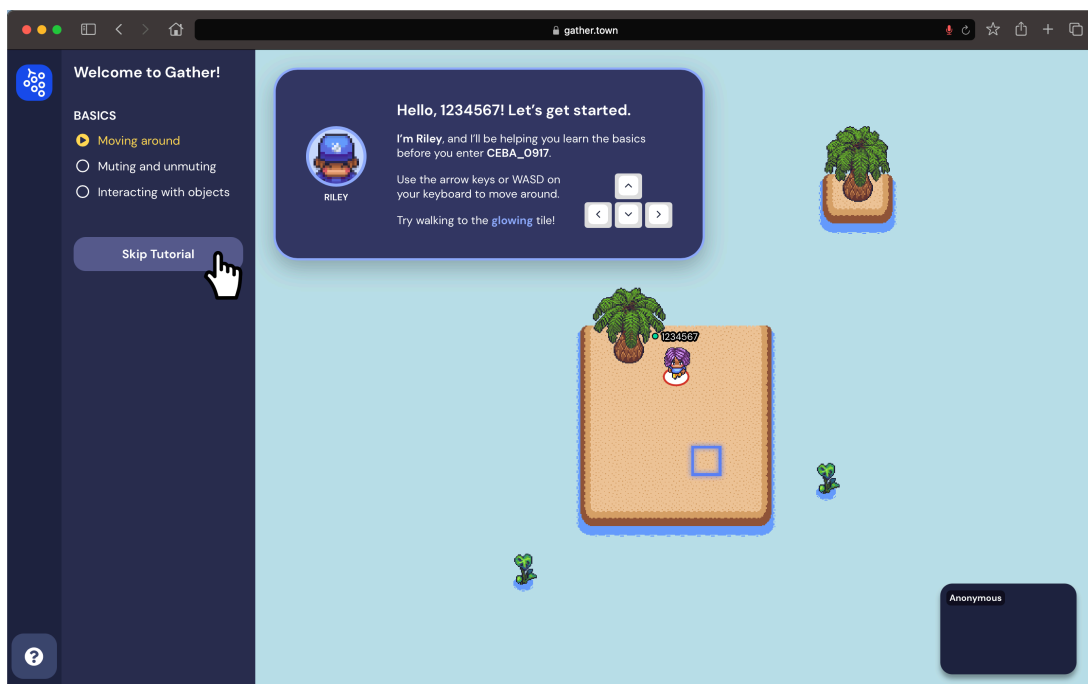 gather.town
Welcome to Gather!
BASICS
Moving around
Muting and unmuting
Interacting with objects
Skip Tutorial
Hello, 1234567! Let’s get started.
I’m Riley, and I’ll be helping you learn the basics
before you enter CEBA_0917.
Use the arrow keys or WASD on
your keyboard to move around.
Try walking to the glowing tile!
RILEY
1234567
Anonymous
?